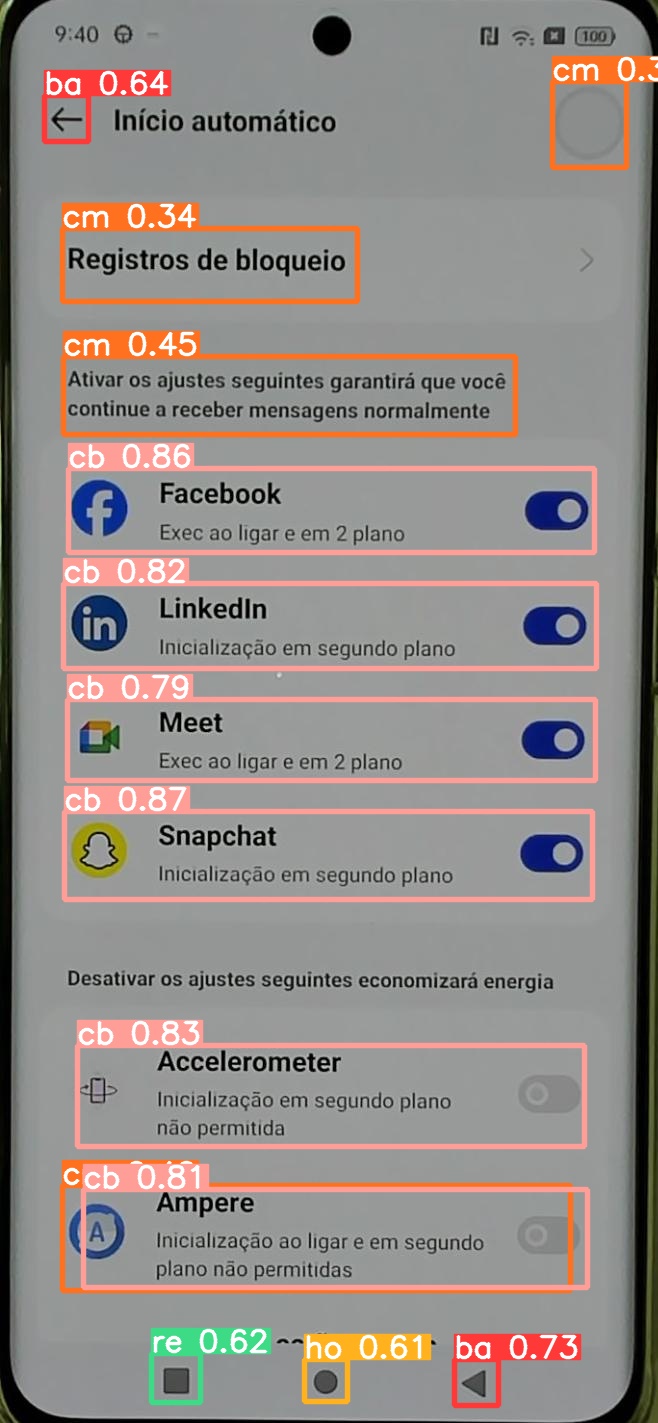 9:40
100
ba 0.64
cm 0.3
Início automático
cm 0.34
Registros de bloqueio
cm 0.45
Ativar os ajustes seguintes garantirá que você
continue a receber mensagens normalmente
cb 0.86
Facebook
Exec ao ligar e em 2 plano
cb 0.82
LinkedIn
Inicialização em segundo plano
cb 0.79
Meet
Exec ao ligar e em 2 plano
cb 0.87
Snapchat
Inicialização em segundo plano
Desativar os ajustes seguintes economizará energia
cb 0.83
Accelerometer
Inicialização em segundo plano
não permitida
cb 0.81
Ampere
A
Inicialização ao ligar e em segundo
plano não permitidas
re 0.62
ho 0.61
ba 0.73